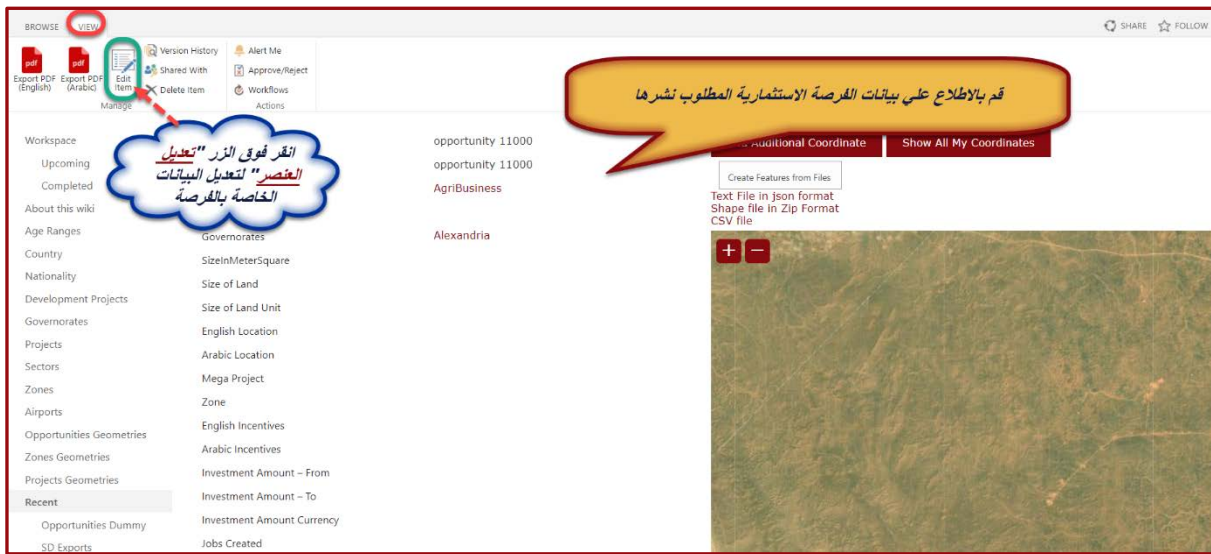 BROWSE VIEW
SHARE FOLLOW
pdf
Export PDF (English)
pdf
Export PDF (Arabic)
Edit Item
Version History
Shared With
Delete Item
Manage
Alert Me
Approve/Reject
Workflows
Actions
قم بالاطلاع علي بيانات الفرصة الاستثمارية المطلوب نشرها
انقر فوق الزر "تعديل
العنصر" لتعديل البيانات
الخاصة بالفرصة
Workspace
Upcoming
Completed
About this wiki
Age Ranges
Country
Nationality
Development Projects
Governorates
Projects
Sectors
Zones
Airports
Opportunities Geometries
Zones Geometries
Projects Geometries
Recent
Opportunities Dummy
SD Exports
opportunity 11000
opportunity 11000
AgriBusiness
Governorates Alexandria
SizeInMeterSquare
Size of Land
Size of Land Unit
English Location
Arabic Location
Mega Project
Zone
English Incentives
Arabic Incentives
Investment Amount – From
Investment Amount – To
Investment Amount Currency
Jobs Created
Additional Coordinate
Show All My Coordinates
Create Features from Files
Text File in json format
Shape file in Zip Format
CSV file
+ −